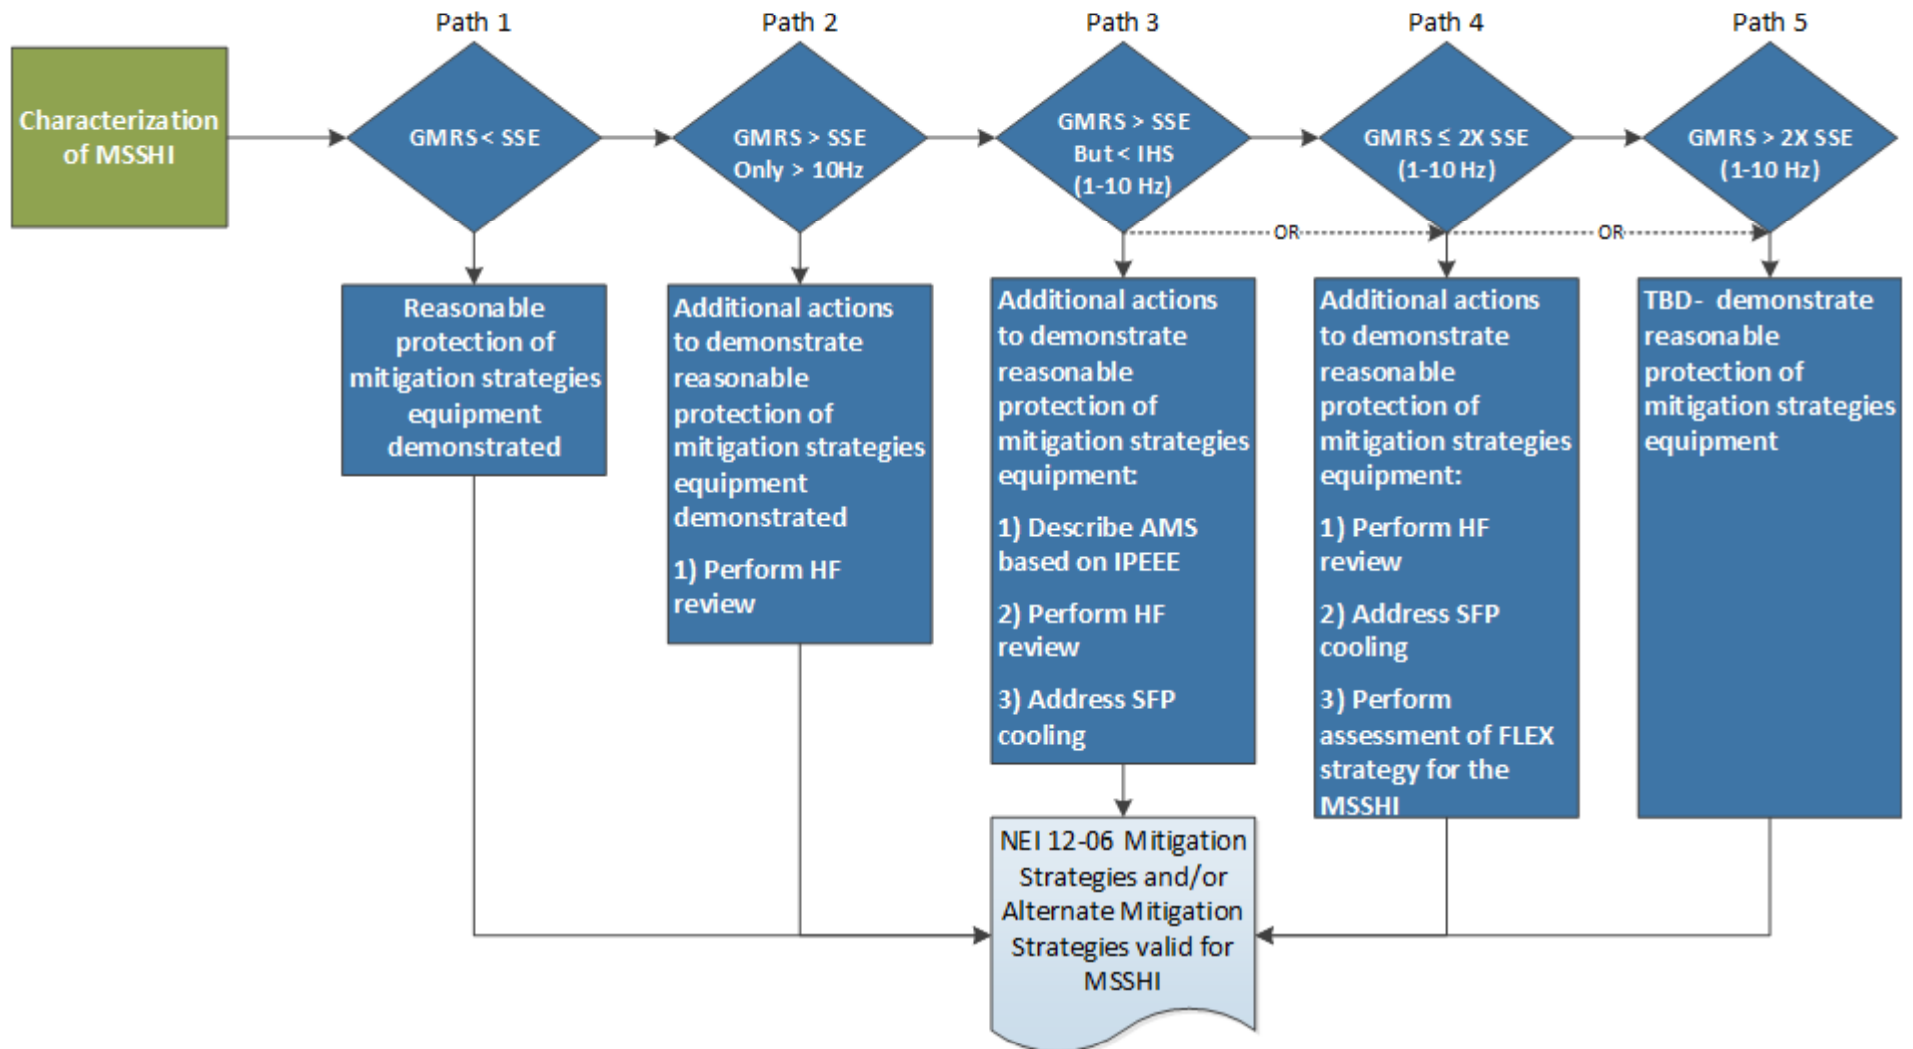 Path 1
Path 2
Path 3
Path 4
Path 5
Characterization
of MSSHI
GMRS < SSE
GMRS > SSE
Only > 10Hz
GMRS > SSE
But < IHS
(1-10 Hz)
GMRS ≤ 2X SSE
(1-10 Hz)
GMRS > 2X SSE
(1-10 Hz)
OR
OR
Reasonable
protection of
mitigation strategies
equipment
demonstrated
Additional actions
to demonstrate
reasonable
protection of
mitigation strategies
equipment
demonstrated
1) Perform HF
review
Additional actions
to demonstrate
reasonable
protection of
mitigation strategies
equipment:
1) Describe AMS
based on IPEEE
2) Perform HF
review
3) Address SFP
cooling
Additional actions
to demonstrate
reasonable
protection of
mitigation strategies
equipment:
1) Perform HF
review
2) Address SFP
cooling
3) Perform
assessment of FLEX
strategy for the
MSSHI
TBD- demonstrate
reasonable
protection of
mitigation strategies
equipment
NEI 12-06 Mitigation
Strategies and/or
Alternate Mitigation
Strategies valid for
MSSHI